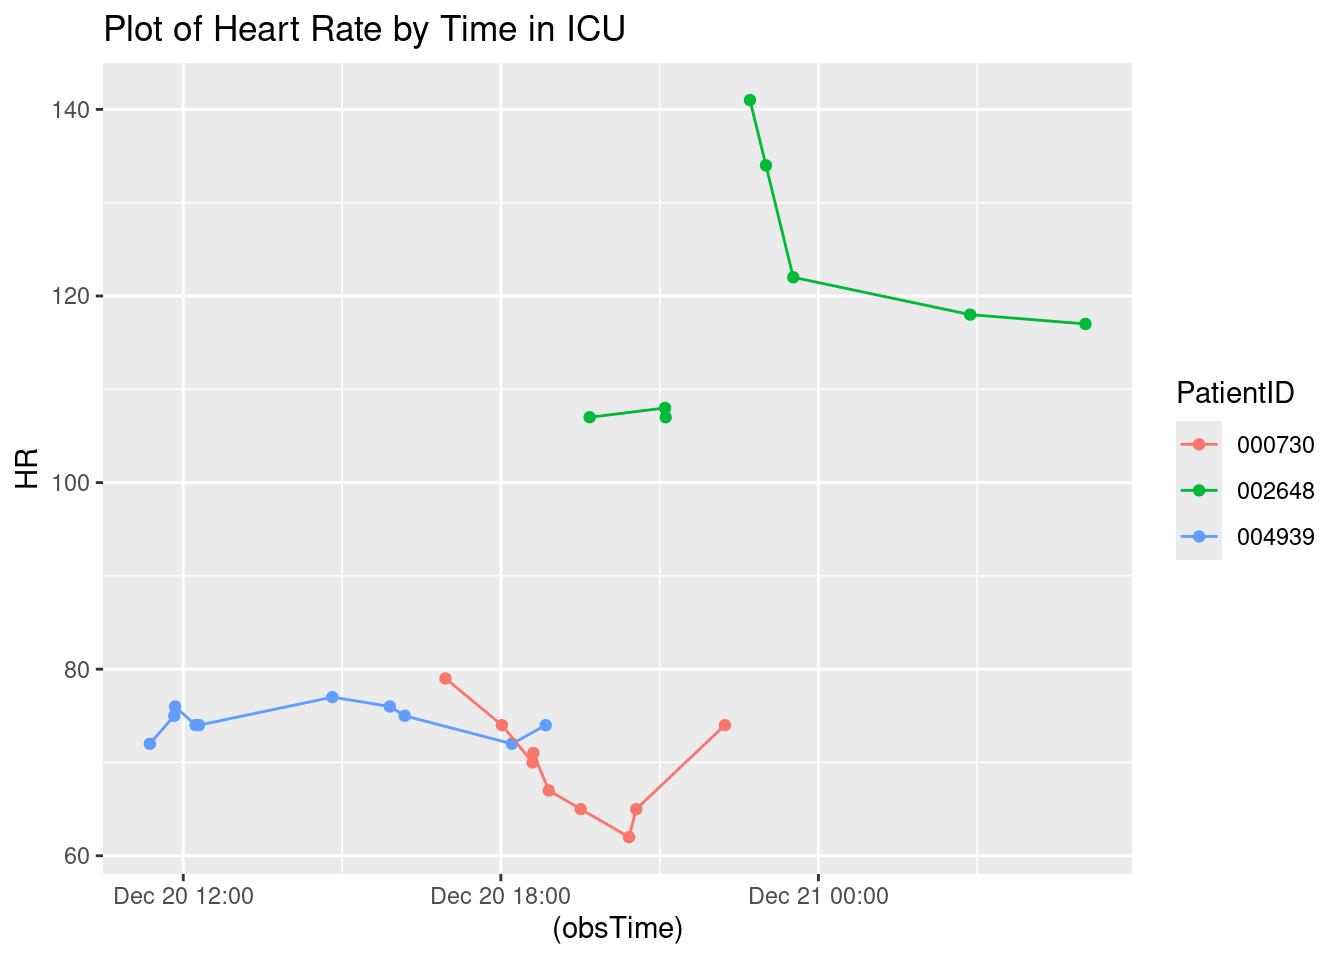 Plot of Heart Rate by Time in ICU
140
120
100
80
60
HR
Dec 20 12:00
Dec 20 18:00
Dec 21 00:00
(obsTime)
PatientID
000730
002648
004939